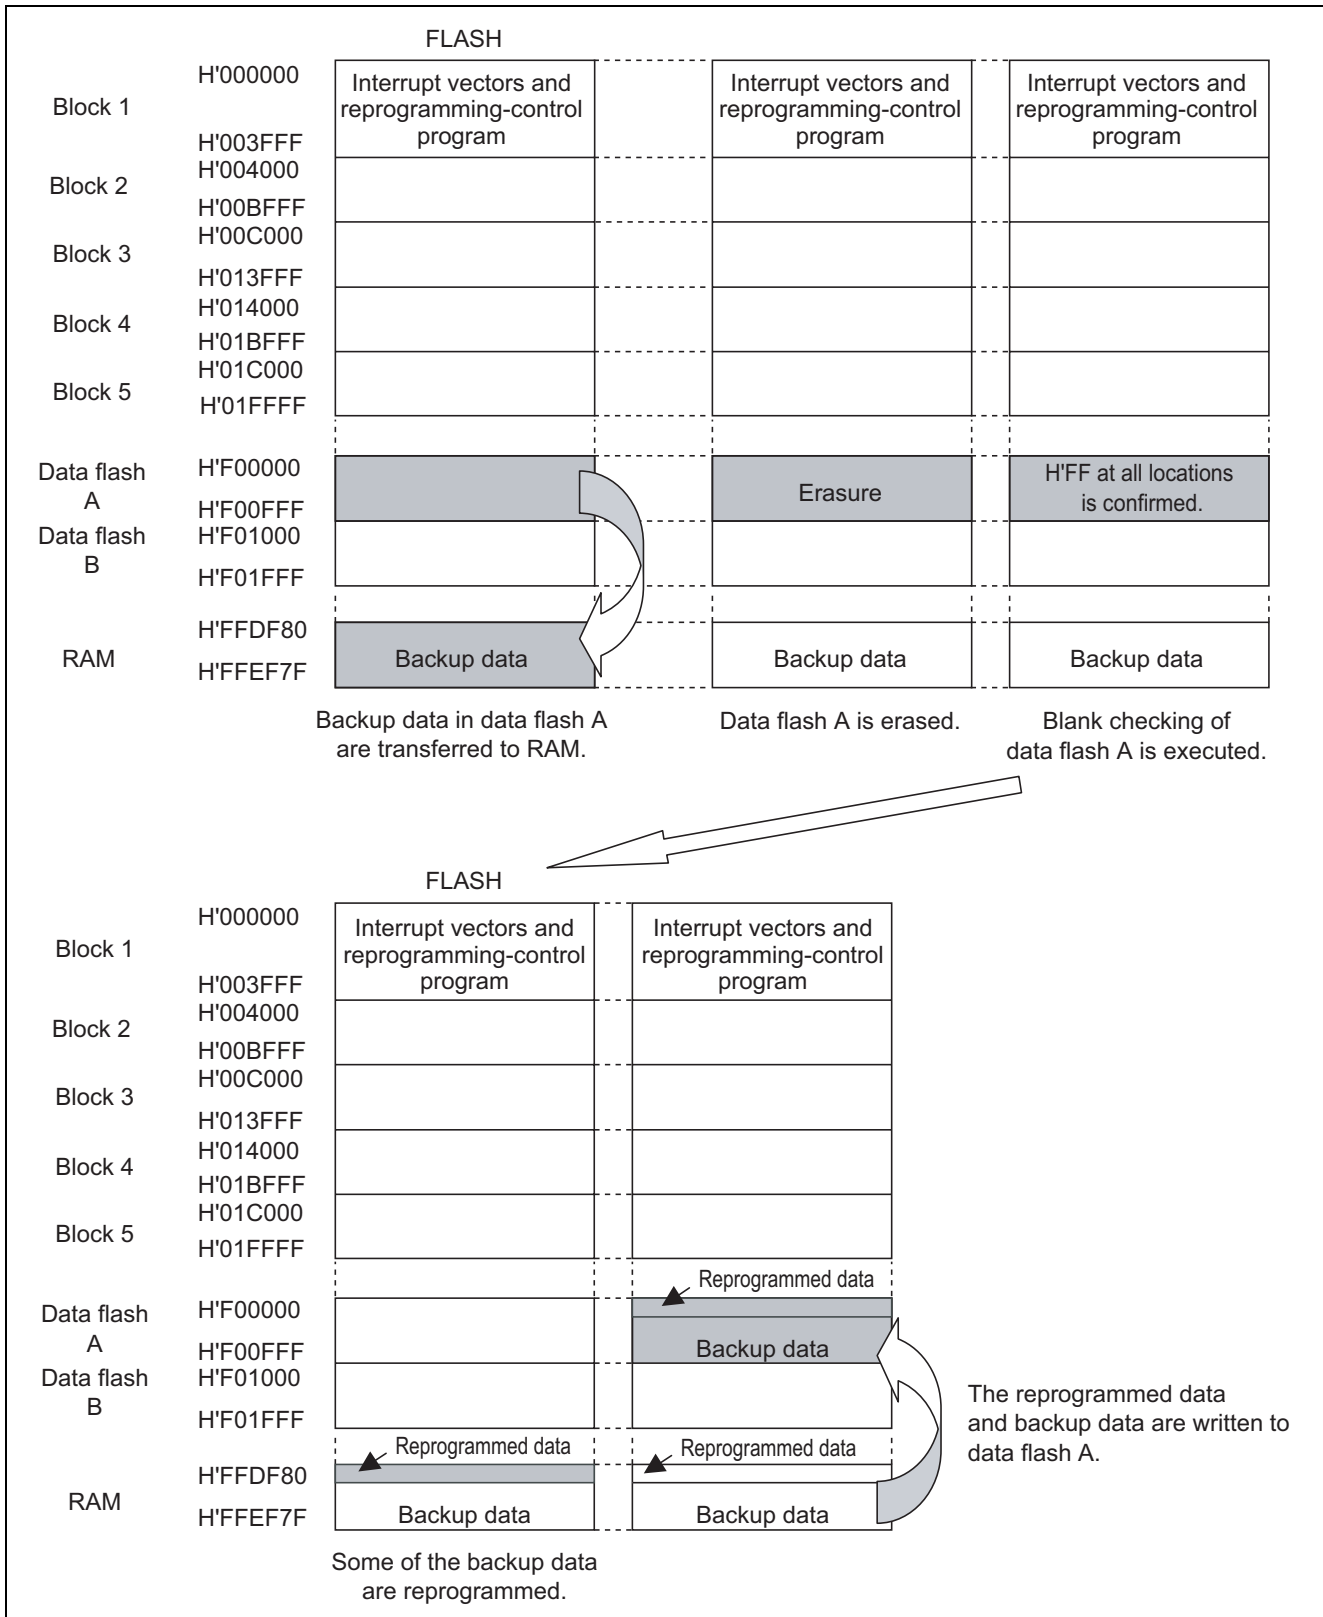 FLASH
H'000000
Block 1
H'003FFF
H'004000
Block 2
H'00BFFF
H'00C000
Block 3
H'013FFF
H'014000
Block 4
H'01BFFF
H'01C000
Block 5
H'01FFFF
Interrupt vectors and
reprogramming-control
program
Interrupt vectors and
reprogramming-control
program
Interrupt vectors and
reprogramming-control
program
Data flash
A
H'F00000
H'F00FFF
Erasure
H'FF at all locations
is confirmed.
Data flash
B
H'F01000
H'F01FFF
RAM
H'FFDF80
H'FFEF7F
Backup data
Backup data
Backup data
Backup data in data flash A
are transferred to RAM.
Data flash A is erased.
Blank checking of
data flash A is executed.
FLASH
H'000000
Block 1
H'003FFF
H'004000
Block 2
H'00BFFF
H'00C000
Block 3
H'013FFF
H'014000
Block 4
H'01BFFF
H'01C000
Block 5
H'01FFFF
Interrupt vectors and
reprogramming-control
program
Interrupt vectors and
reprogramming-control
program
Reprogrammed data
Data flash
A
H'F00000
H'F00FFF
Backup data
Data flash
B
H'F01000
H'F01FFF
The reprogrammed data
and backup data are written to
data flash A.
Reprogrammed data
Reprogrammed data
RAM
H'FFDF80
H'FFEF7F
Backup data
Backup data
Some of the backup data
are reprogrammed.